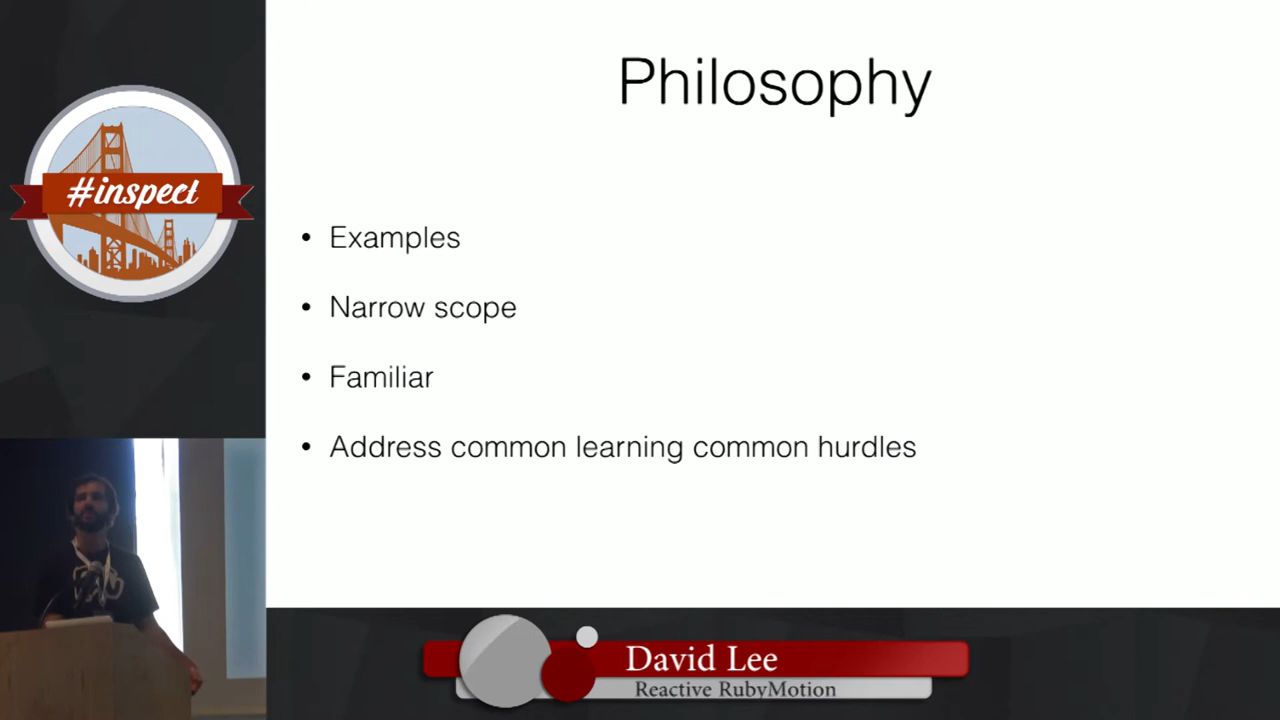 Philosophy
#inspect
• Examples
• Narrow scope
• Familiar
• Address common learning common hurdles
David Lee
Reactive RubyMotion